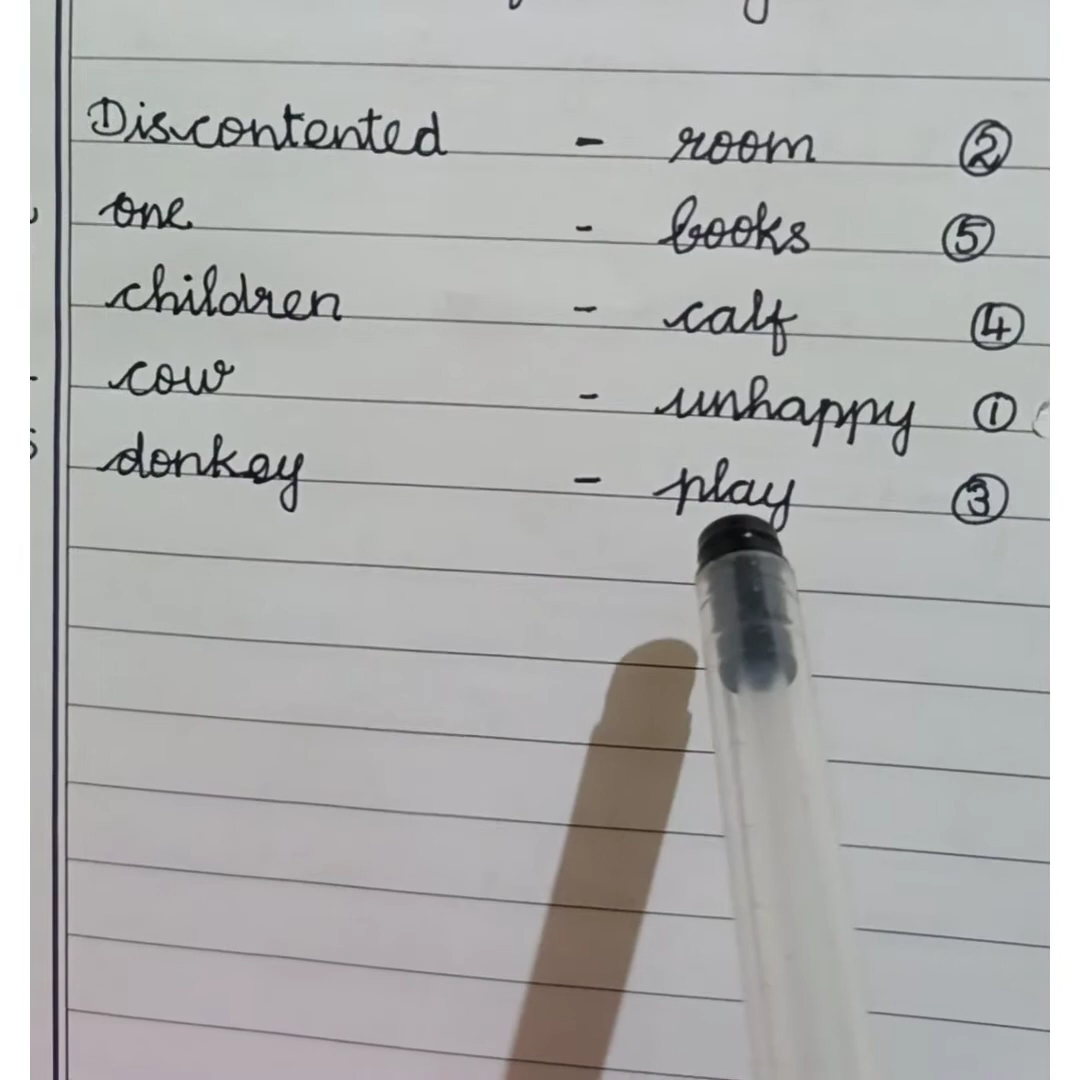 Discontented - room ②
one - books ⑤
children - calf ④
cow - unhappy ①
donkey - play ③